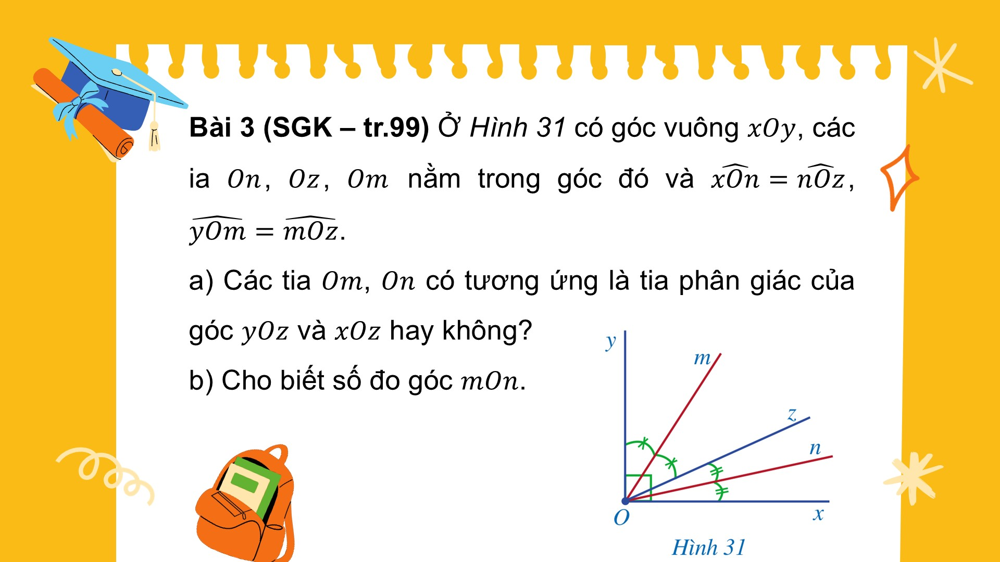 Bài 3 (SGK – tr.99) Ở Hình 31 có góc vuông xOy, các
ia On, Oz, Om nằm trong góc đó và \widehat{xOn} = \widehat{nOz},
\widehat{yOm} = \widehat{mOz}.
a) Các tia Om, On có tương ứng là tia phân giác của
góc yOz và xOz hay không?
b) Cho biết số đo góc mOn.
y
m
z
n
O
x
Hình 31